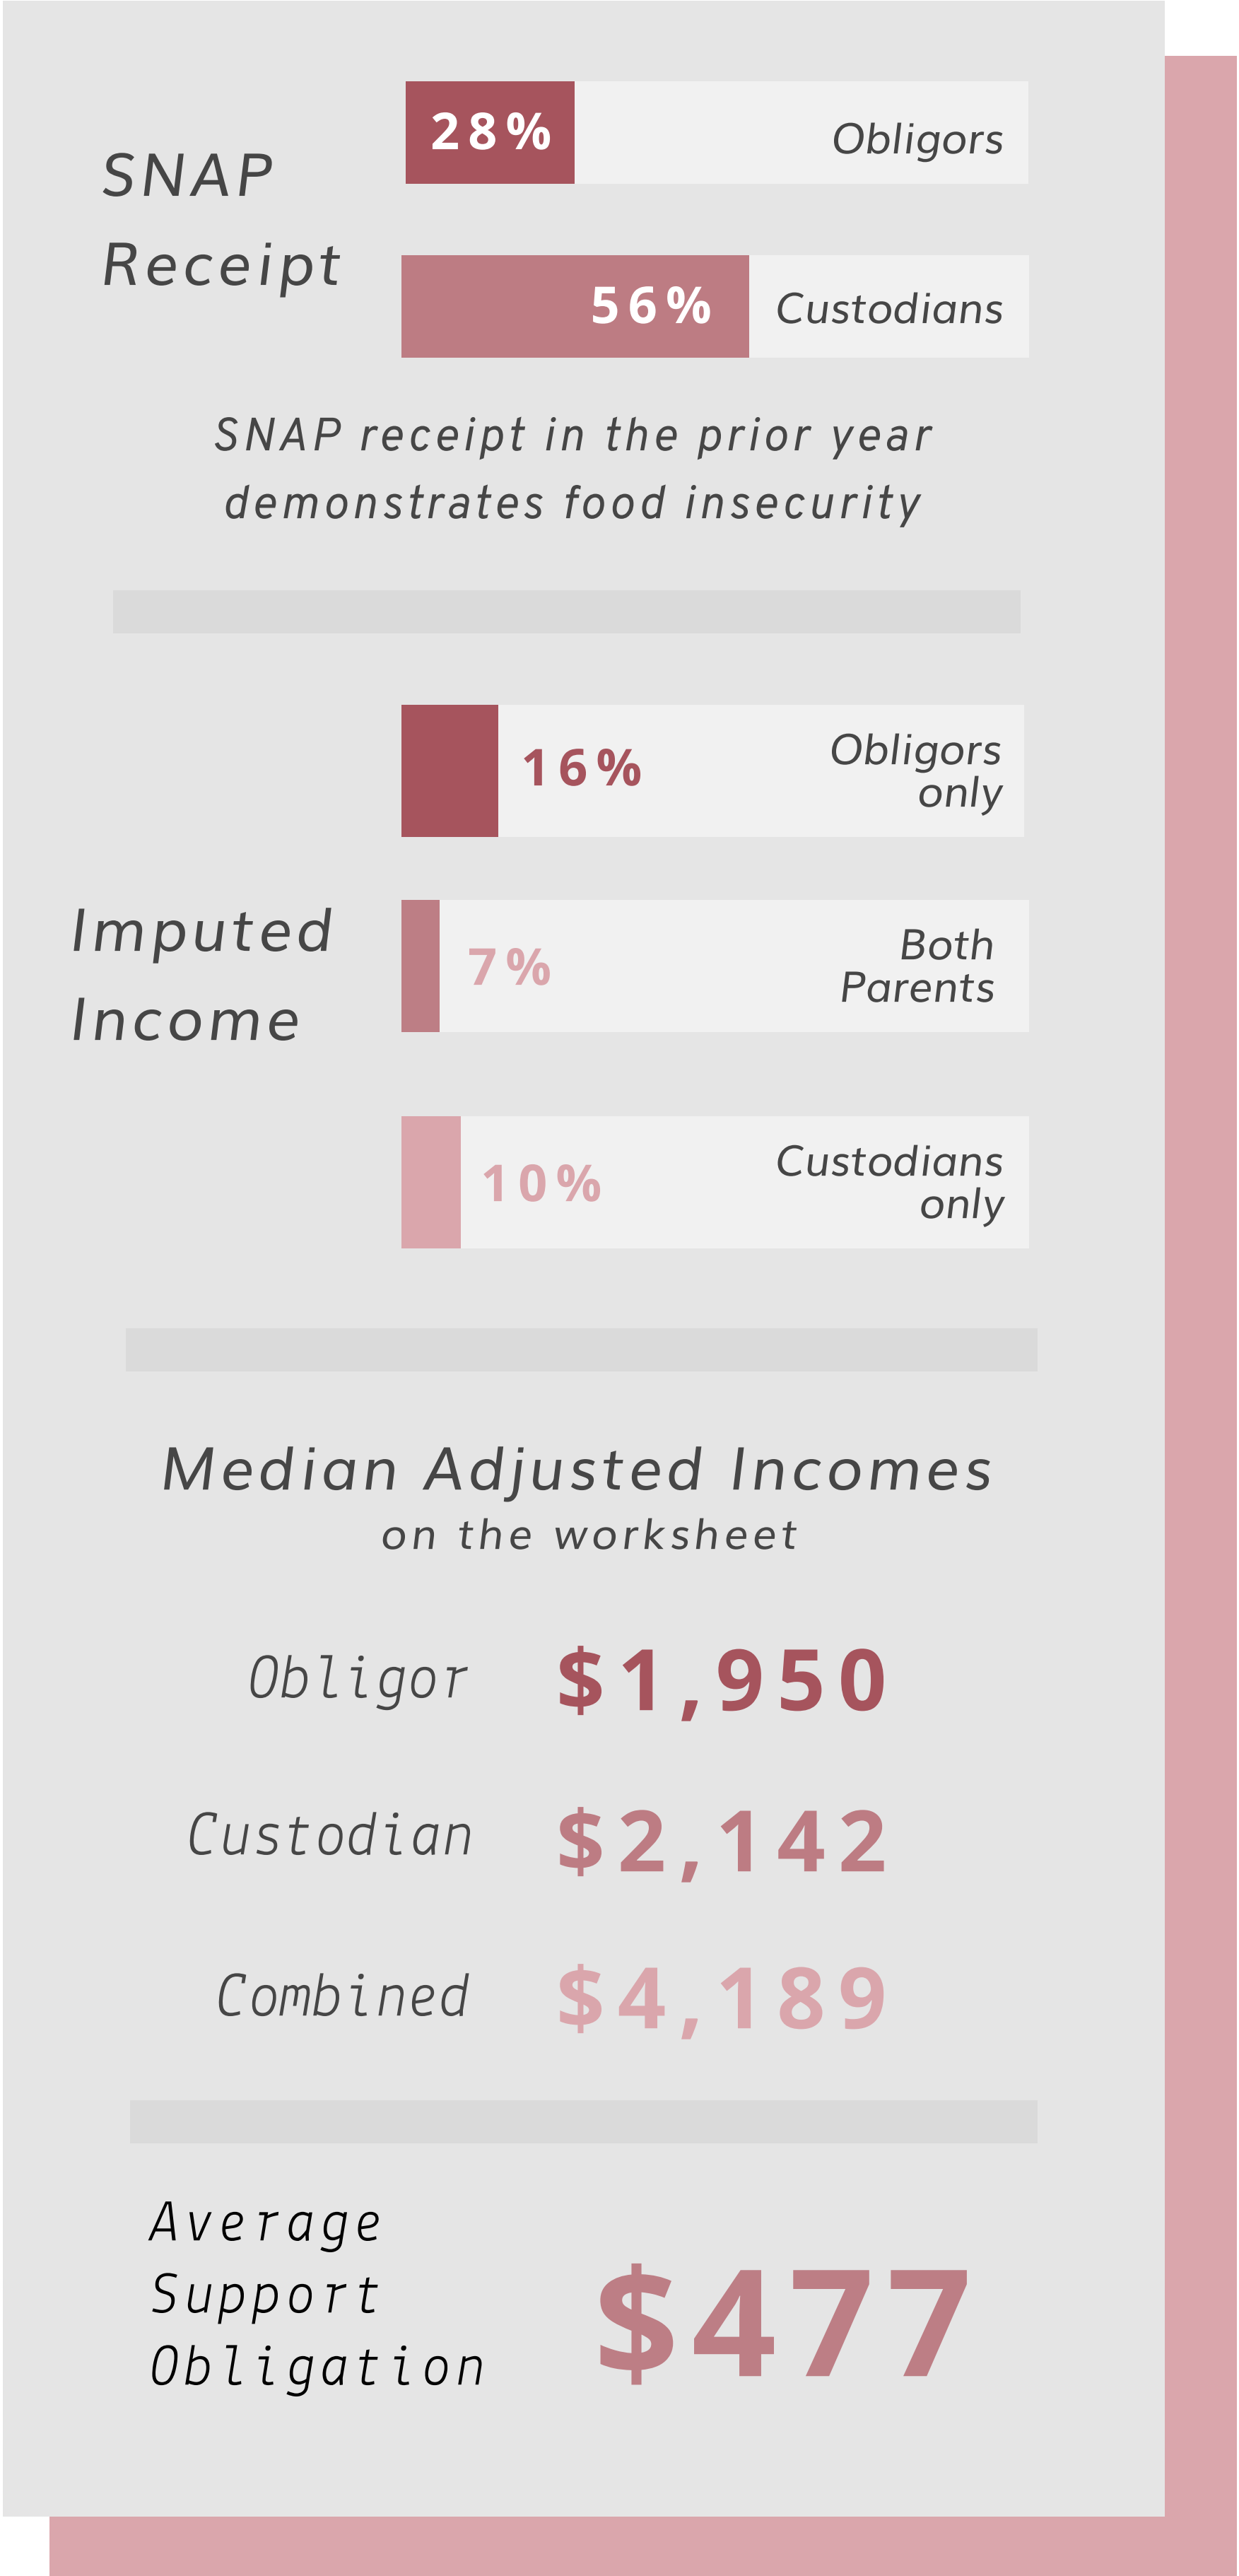 SNAP
Receipt
28%
Obligors
56%
Custodians
SNAP receipt in the prior year
demonstrates food insecurity
Imputed
Income
16%
Obligors
only
7%
Both
Parents
10%
Custodians
only
Median Adjusted Incomes
on the worksheet
Obligor $1,950
Custodian $2,142
Combined $4,189
Average
Support
Obligation
$477